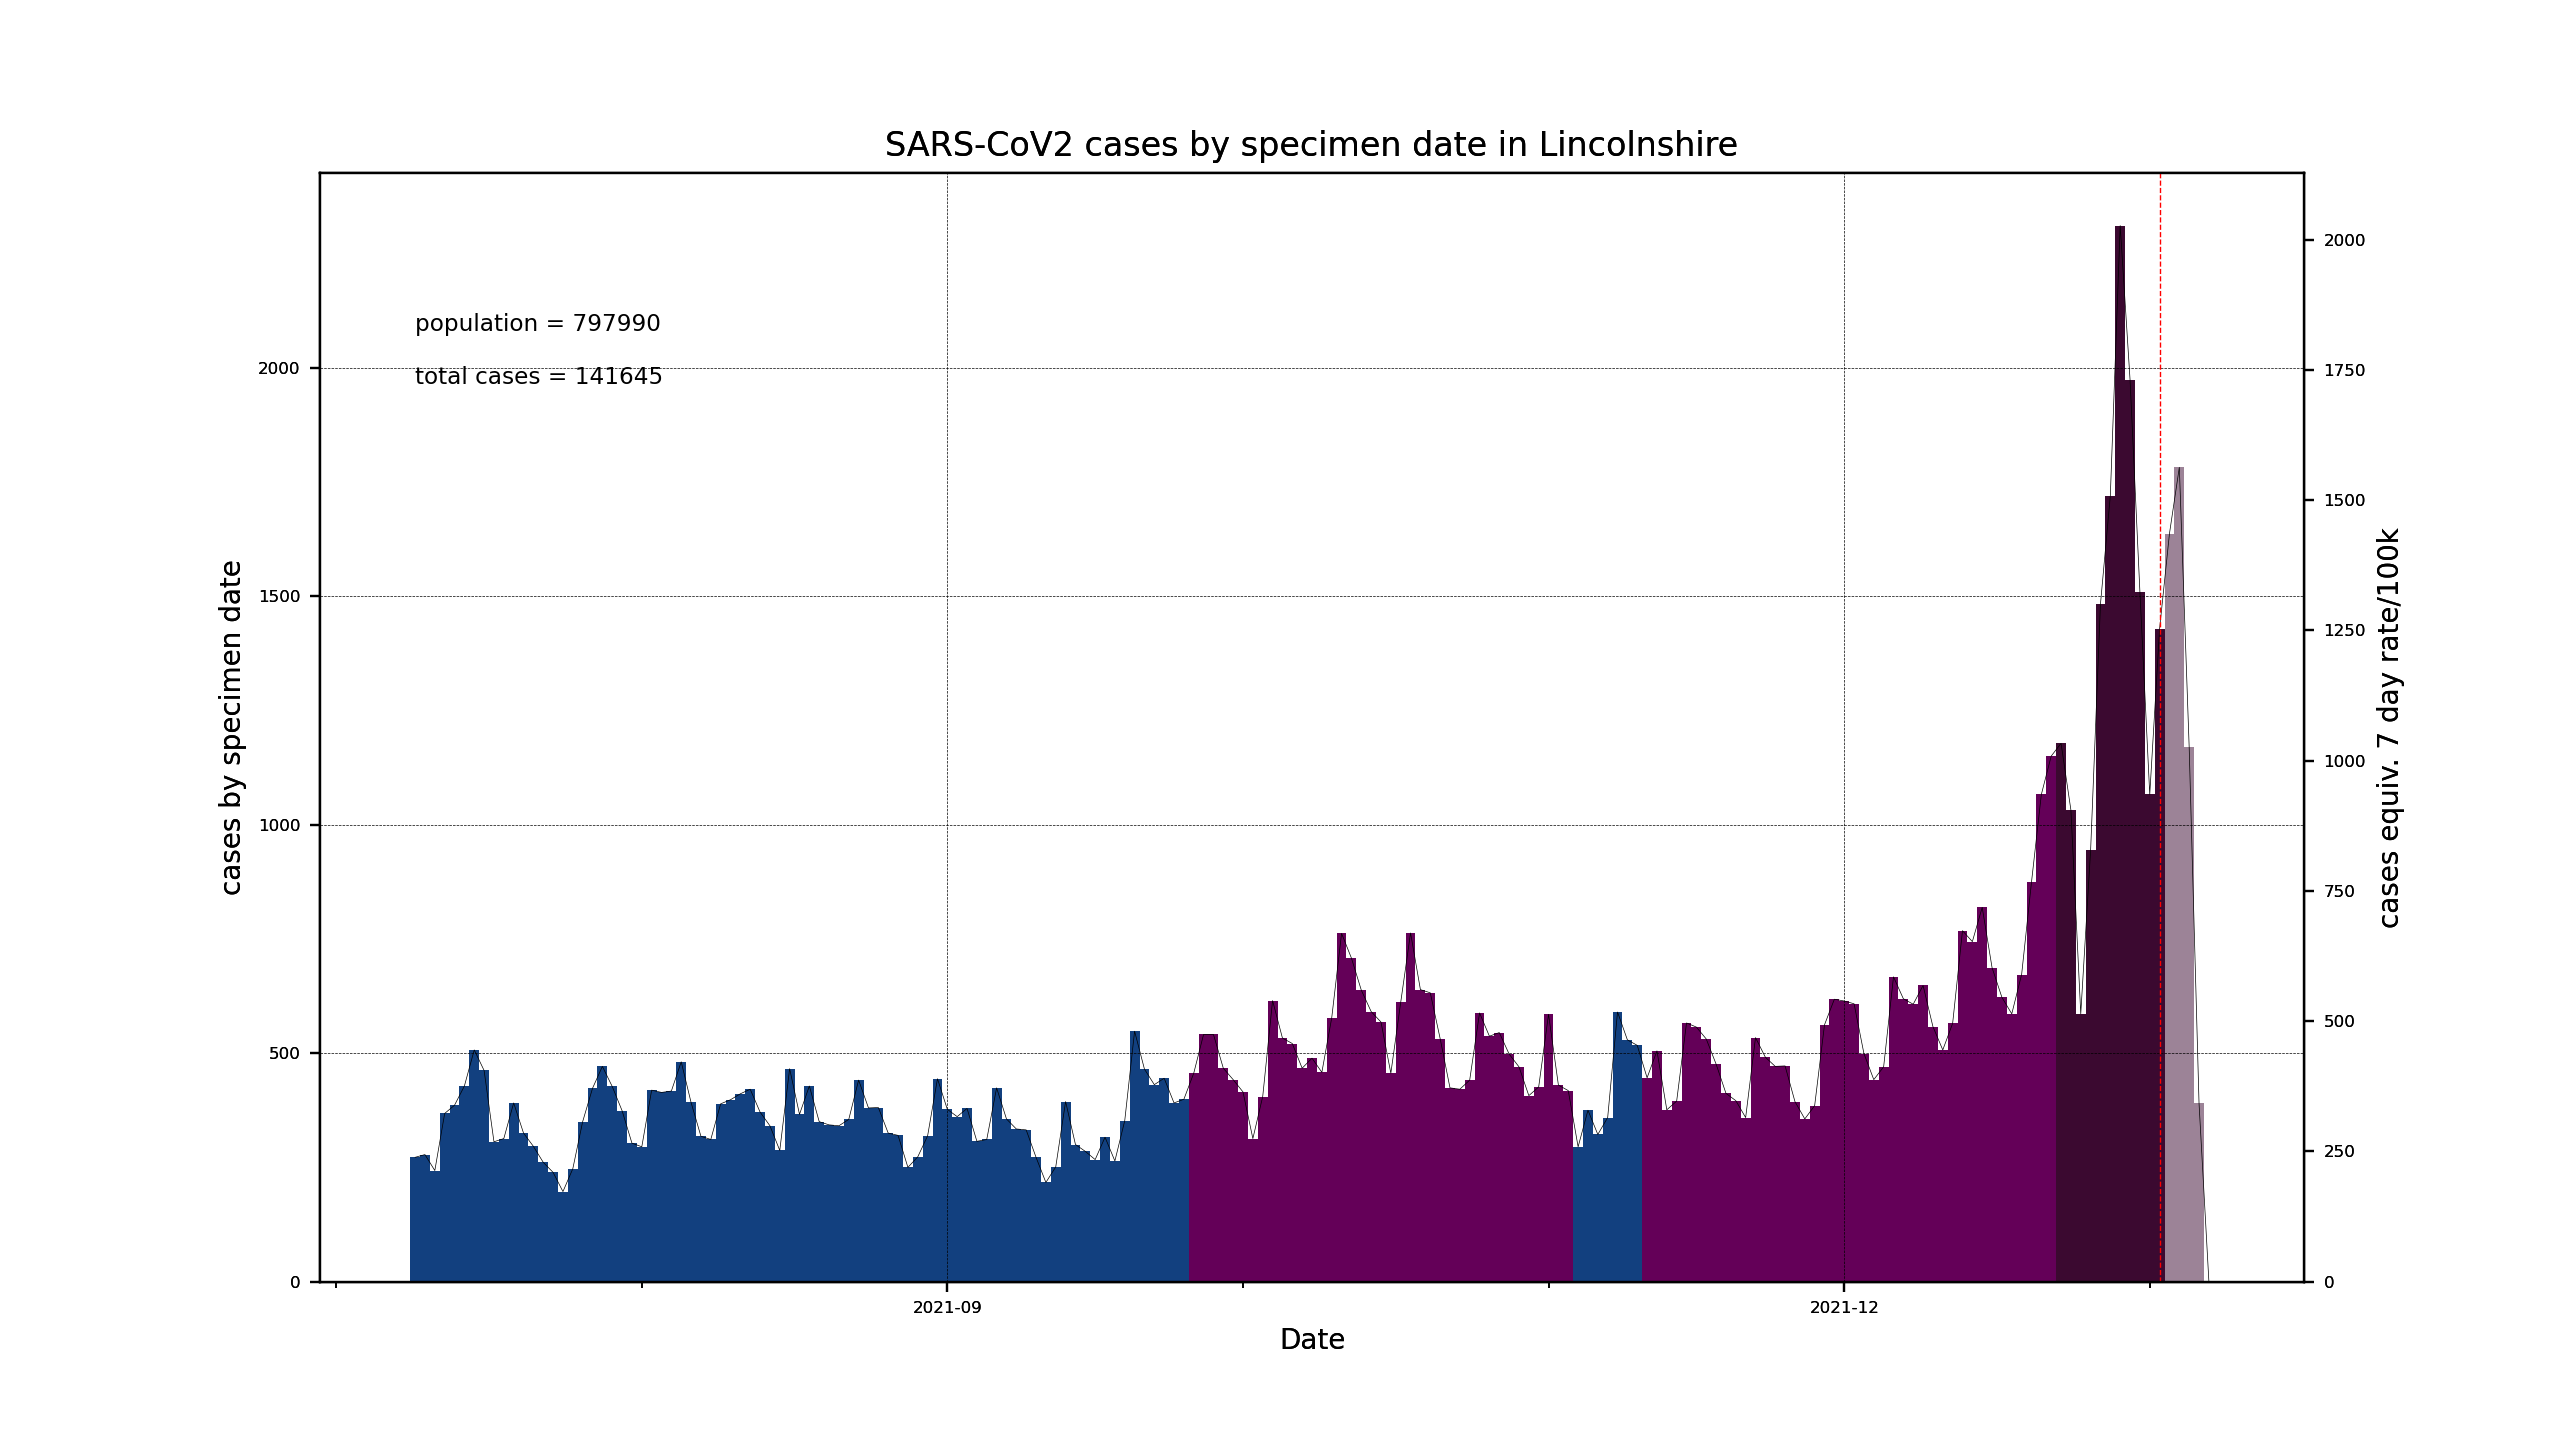 SARS-CoV2 cases by specimen date in Lincolnshire
population = 797990
total cases = 141645
cases by specimen date
2000
1500
1000
500
0
2000
1750
1500
1250
1000
750
500
250
0
cases equiv. 7 day rate/100k
2021-09
2021-12
Date